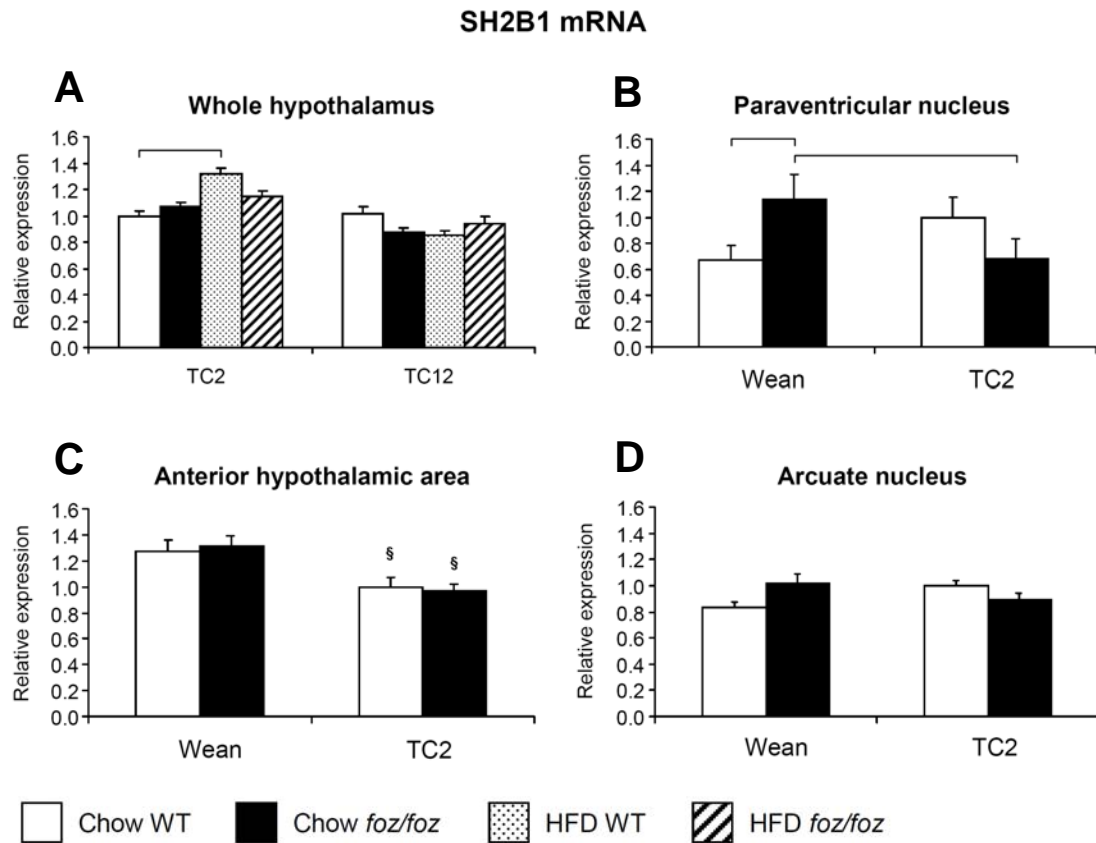 SH2B1 mRNA
A
Whole hypothalamus
Relative expression
1.6
1.4
1.2
1.0
0.8
0.6
0.4
0.2
0.0
TC2
TC12
B
Paraventricular nucleus
Relative expression
1.6
1.4
1.2
1.0
0.8
0.6
0.4
0.2
0.0
Wean
TC2
C
Anterior hypothalamic area
Relative expression
1.6
1.4
1.2
1.0
0.8
0.6
0.4
0.2
0.0
§
§
Wean
TC2
D
Arcuate nucleus
Relative expression
1.6
1.4
1.2
1.0
0.8
0.6
0.4
0.2
0.0
Wean
TC2
Chow WT
Chow foz/foz
HFD WT
HFD foz/foz